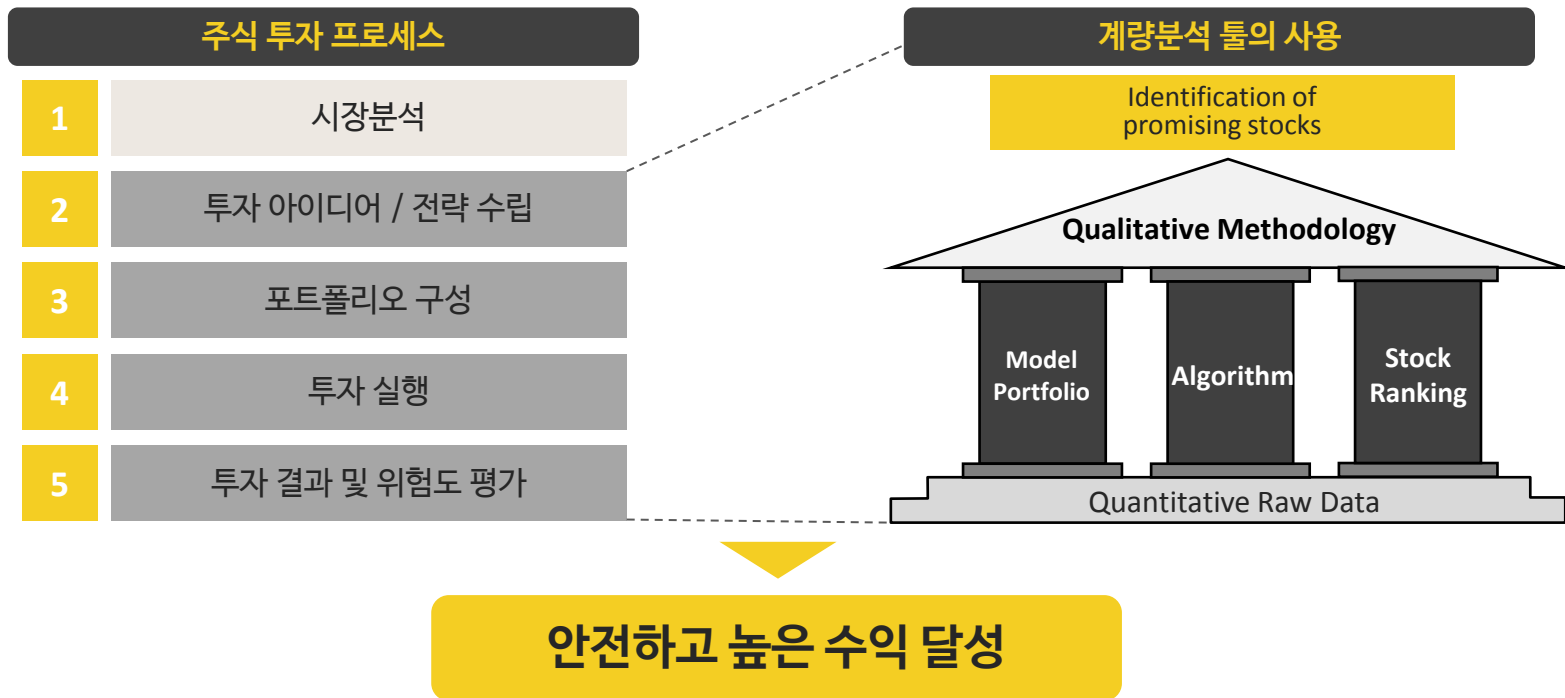 주식 투자 프로세스
1
시장분석
2
투자 아이디어 / 전략 수립
3
포트폴리오 구성
4
투자 실행
5
투자 결과 및 위험도 평가
계량분석 툴의 사용
Identification of
promising stocks
Qualitative Methodology
Model
Portfolio
Algorithm
Stock
Ranking
Quantitative Raw Data
안전하고 높은 수익 달성